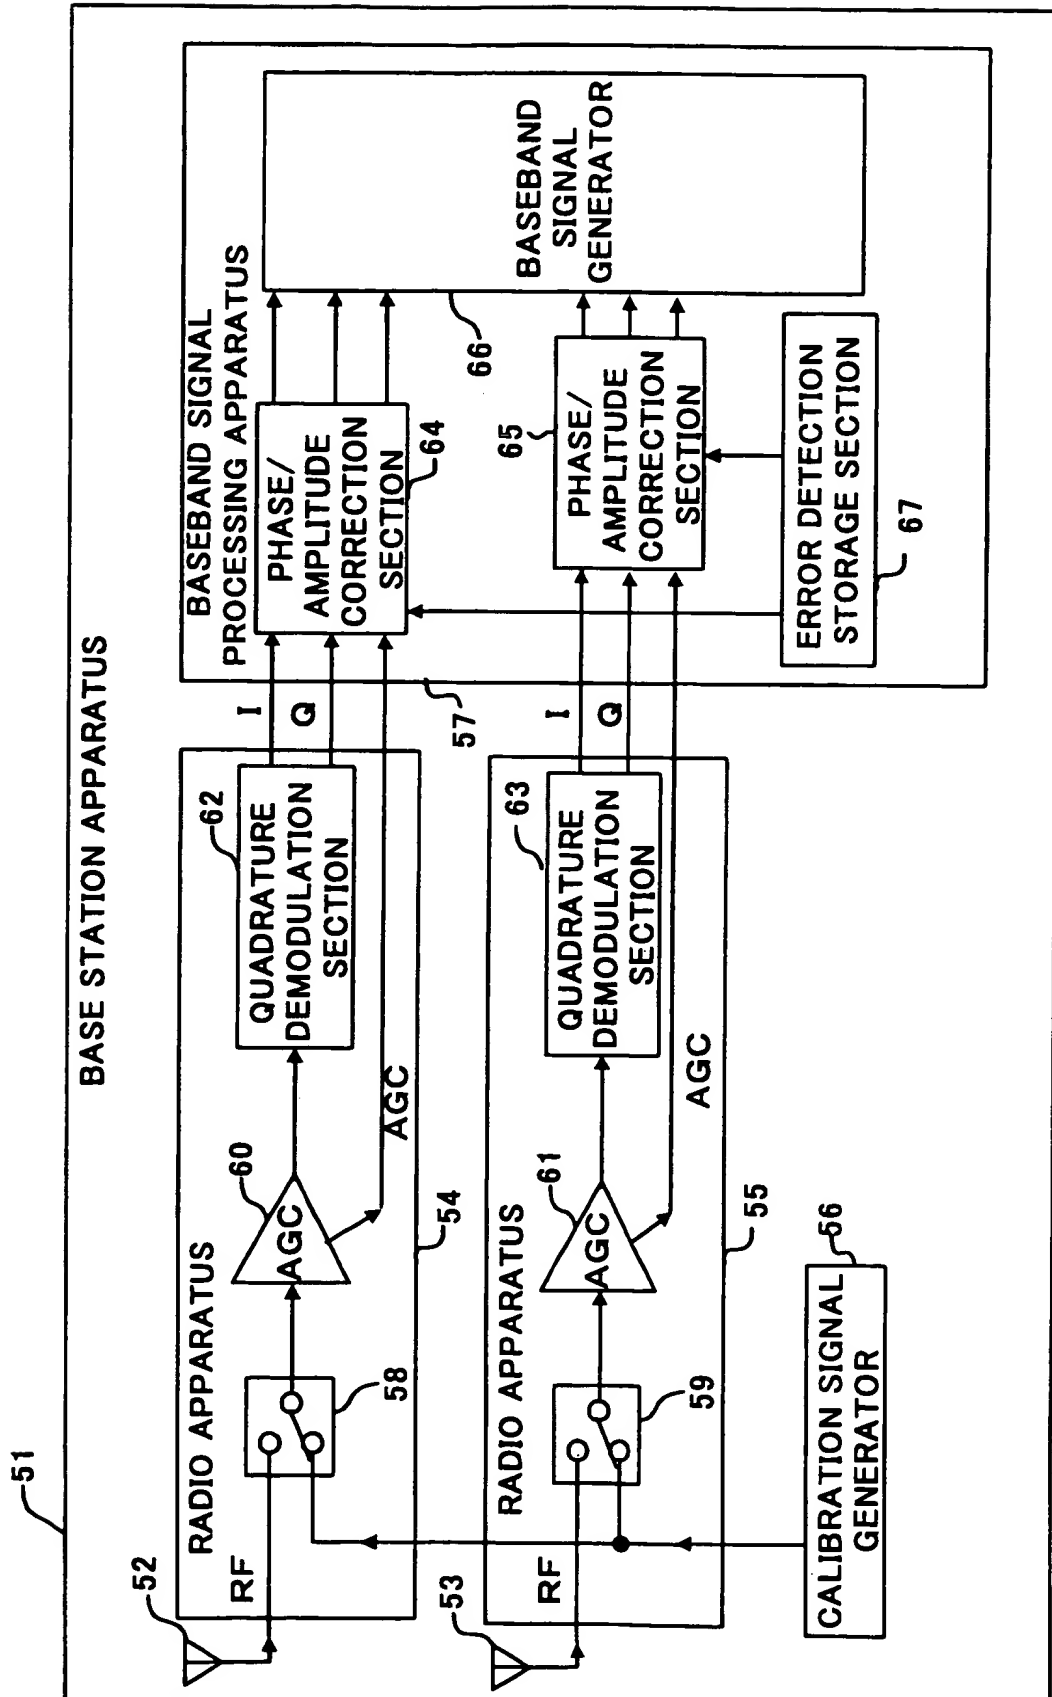 51
BASE STATION APPARATUS
52
RADIO APPARATUS
RF
58
60
AGC
AGC
62
QUADRATURE
DEMODULATION
SECTION
54
I
Q
57
BASEBAND SIGNAL
PROCESSING APPARATUS
PHASE/
AMPLITUDE
CORRECTION
SECTION
64
66
BASEBAND
SIGNAL
GENERATOR
53
RADIO APPARATUS
RF
59
61
AGC
AGC
63
QUADRATURE
DEMODULATION
SECTION
55
I
Q
65
PHASE/
AMPLITUDE
CORRECTION
SECTION
56
CALIBRATION SIGNAL
GENERATOR
ERROR DETECTION
STORAGE SECTION
67